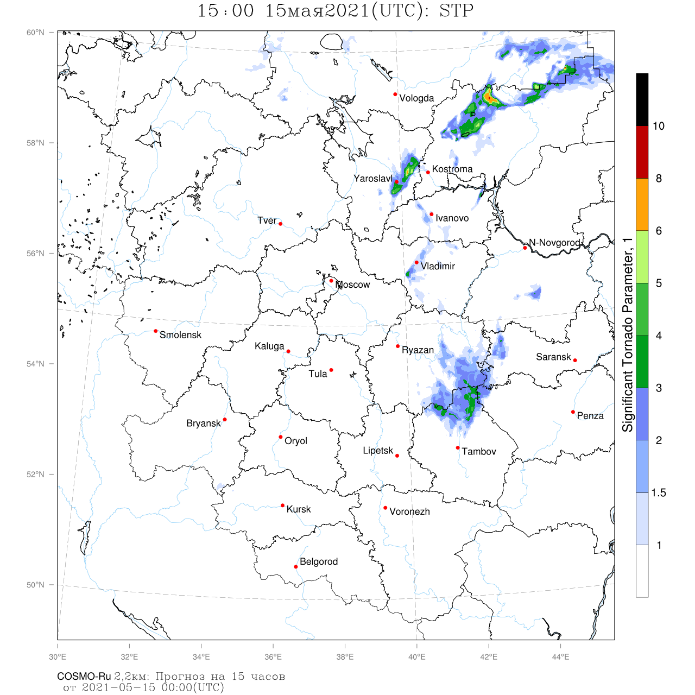 15:00 15мая2021(UTC): STP
60°N
58°N
56°N
54°N
52°N
50°N
Vologda
Kostroma
Yaroslavl
Ivanovo
Tver
N-Novgorod
Vladimir
Moscow
Smolensk
Kaluga
Ryazan
Saransk
Tula
Penza
Bryansk
Oryol
Lipetsk
Tambov
Kursk
Voronezh
Belgorod
30°E 32°E 34°E 36°E 38°E 40°E 42°E 44°E
10
8
6
5
4
3
2
1.5
1
Significant Tornado Parameter, 1
COSMO-Ru 2,2км: Прогноз на 15 часов
от 2021-05-15 00:00(UTC)